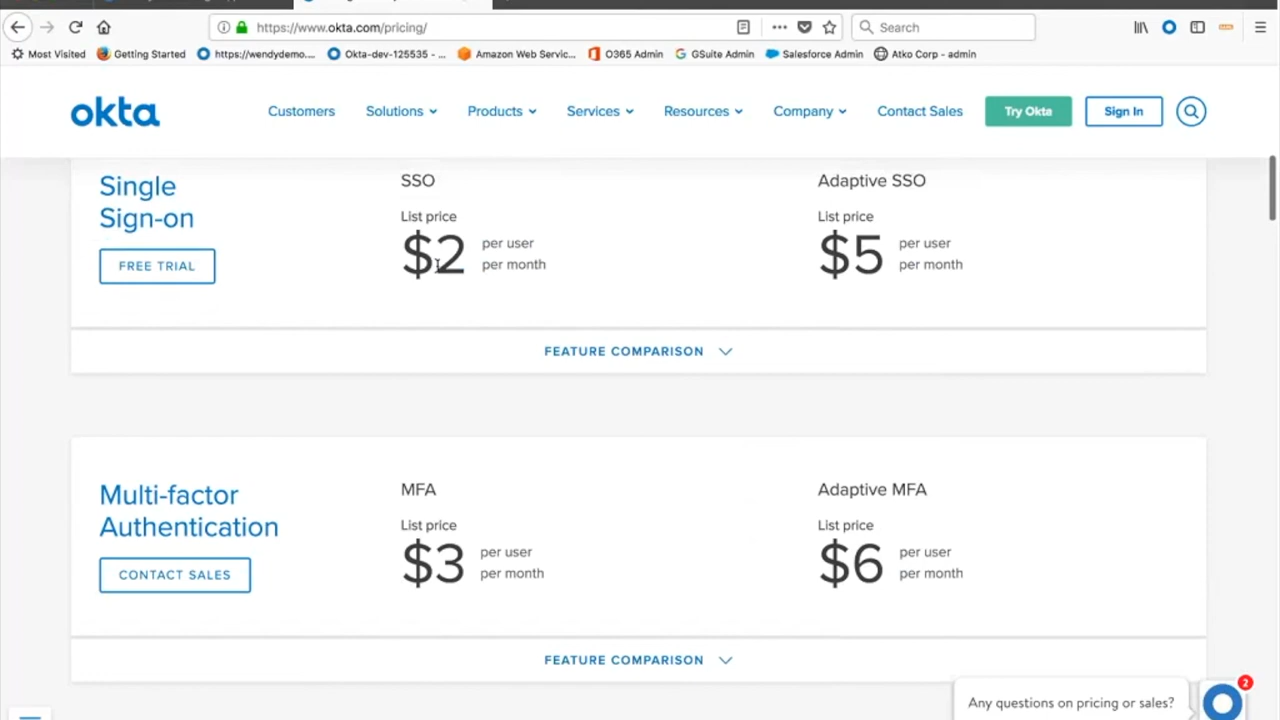 https://www.okta.com/pricing/
Search
Most Visited
Getting Started
https://wendydemo....
Okta-dev-125535 - ...
Amazon Web Servic...
O365 Admin
GSuite Admin
Salesforce Admin
Atko Corp - admin
okta
Customers
Solutions
Products
Services
Resources
Company
Contact Sales
Try Okta
Sign In
Single
Sign-on
FREE TRIAL
SSO
List price
$2
per user
per month
Adaptive SSO
List price
$5
per user
per month
FEATURE COMPARISON
Multi-factor
Authentication
CONTACT SALES
MFA
List price
$3
per user
per month
Adaptive MFA
List price
$6
per user
per month
FEATURE COMPARISON
Any questions on pricing or sales?
2